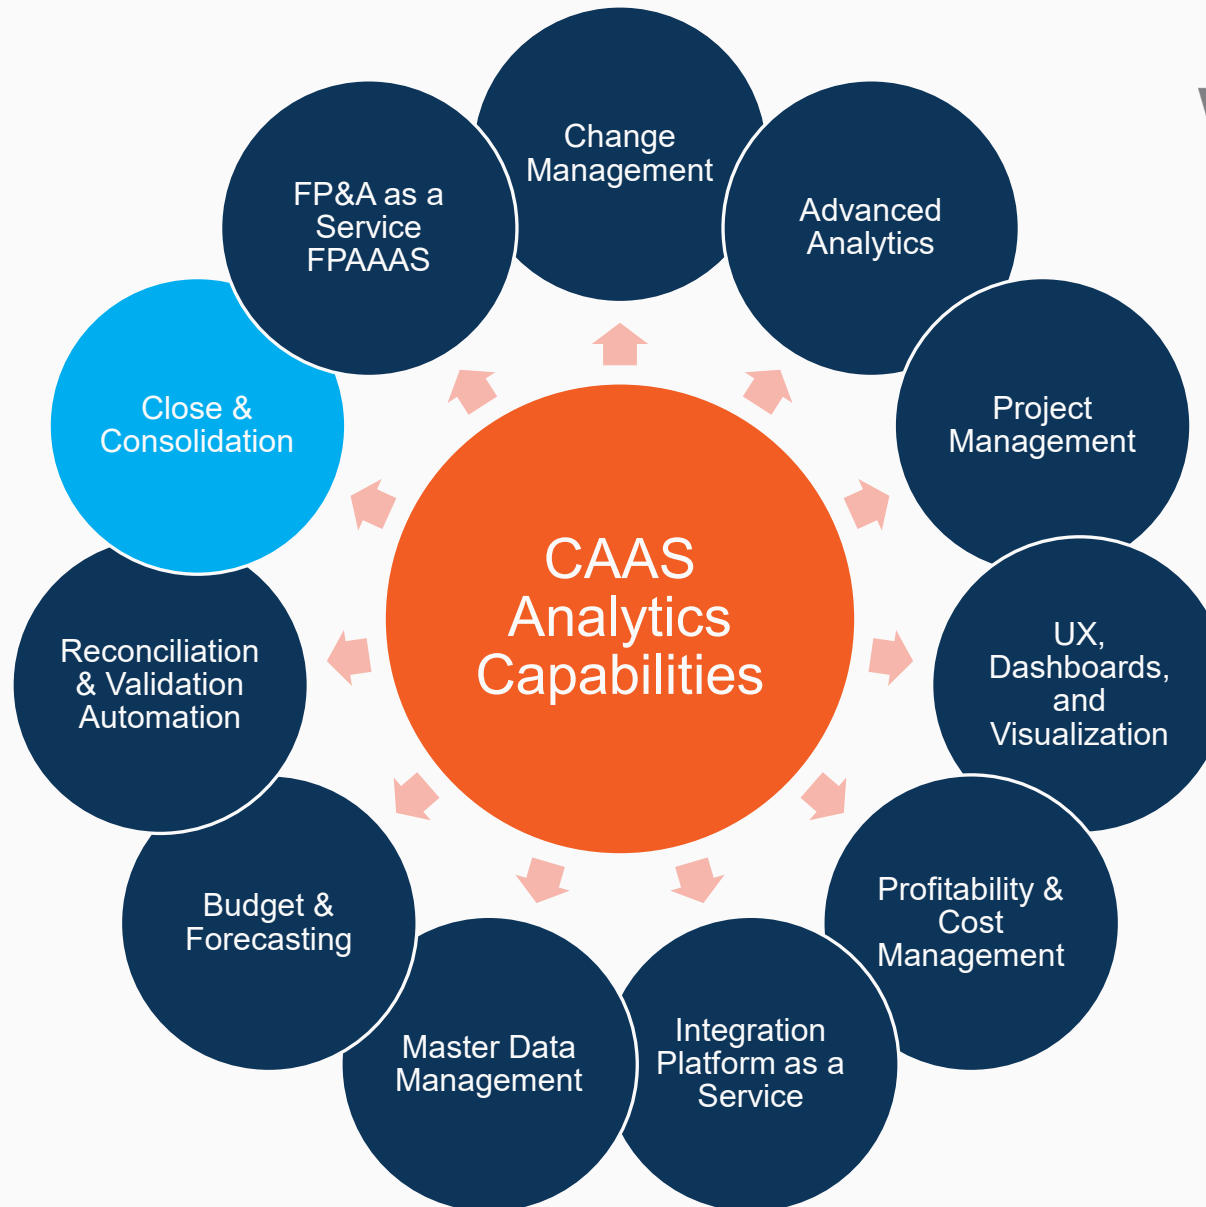 Change
Management
Advanced
Analytics
Project
Management
UX,
Dashboards,
and
Visualization
Profitability &
Cost
Management
Integration
Platform as a
Service
Master Data
Management
Budget &
Forecasting
Reconciliation
& Validation
Automation
Close &
Consolidation
FP&A as a
Service
FPAAAS
CAAS
Analytics
Capabilities